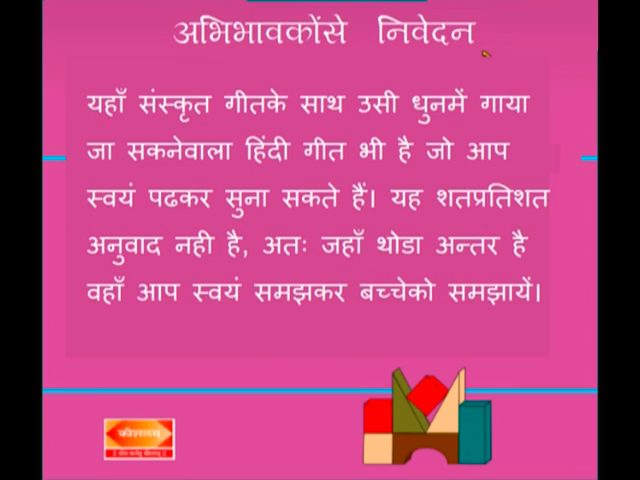 अभिभावकोंसे निवेदन
यहाँ संस्कृत गीतके साथ उसी धुनमें गाया
जा सकनेवाला हिंदी गीत भी है जो आप
स्वयं पढकर सुना सकते हैं। यह शतप्रतिशत
अनुवाद नही है, अतः जहाँ थोडा अन्तर है
वहाँ आप स्वयं समझकर बच्चेको समझायें।
कौशलम्